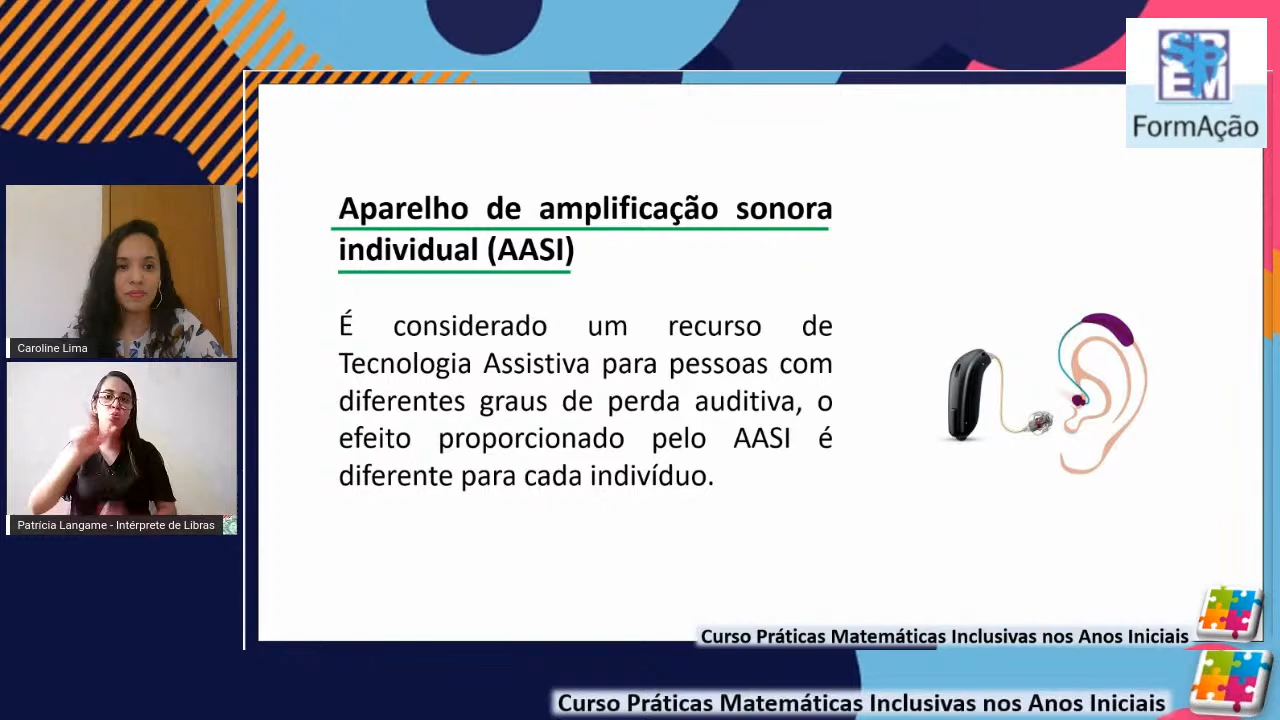 SBEM
FormAção
Aparelho de amplificação sonora
individual (AASI)
É considerado um recurso de
Tecnologia Assistiva para pessoas com
diferentes graus de perda auditiva, o
efeito proporcionado pelo AASI é
diferente para cada indivíduo.
Caroline Lima
Patrícia Langame - Intérprete de Libras
Curso Práticas Matemáticas Inclusivas nos Anos Iniciais
Curso Práticas Matemáticas Inclusivas nos Anos Iniciais